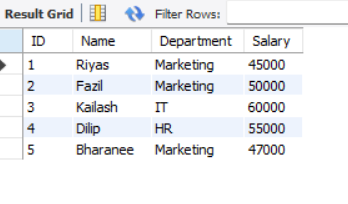 Result Grid Filter Rows:
ID Name Department Salary
1 Riyas Marketing 45000
2 Fazil Marketing 50000
3 Kailash IT 60000
4 Dilip HR 55000
5 Bharanee Marketing 47000